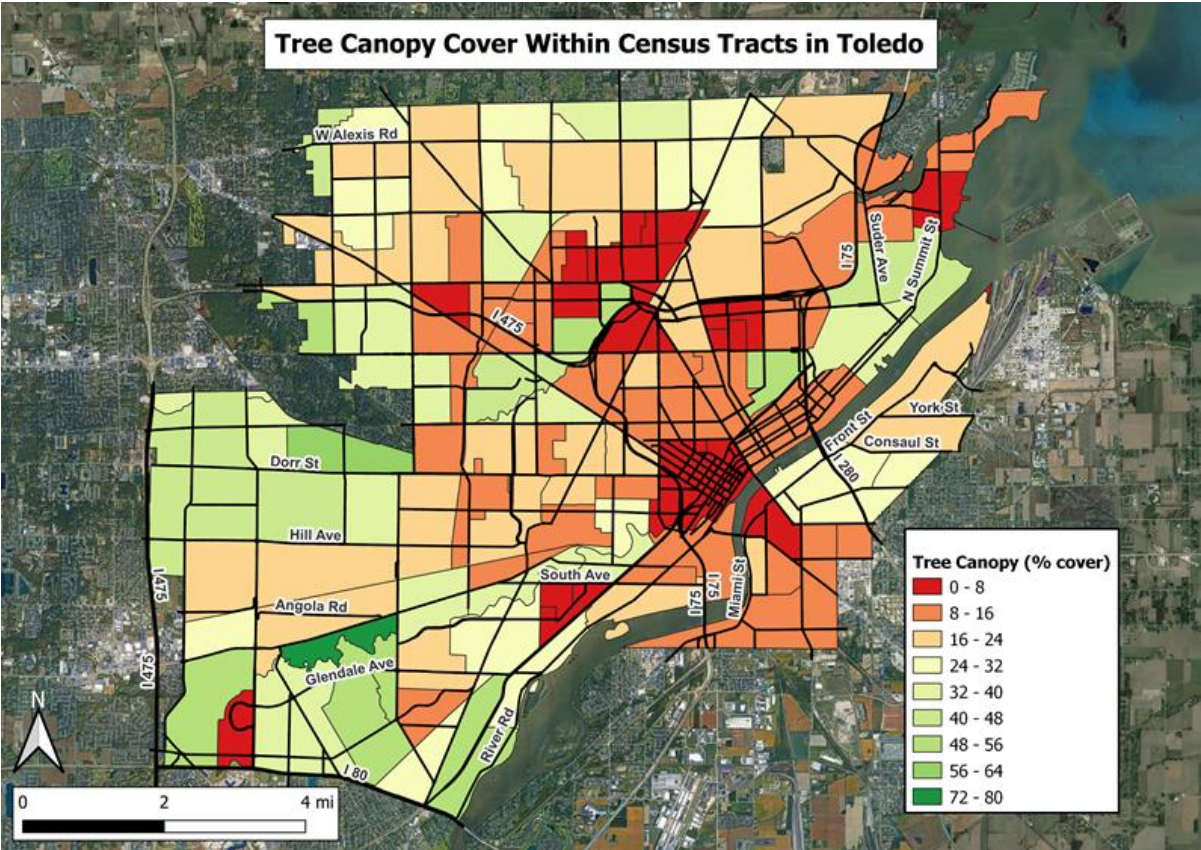 Tree Canopy Cover Within Census Tracts in Toledo
W Alexis Rd
I 75
Suder Ave
N Summit St
I 475
York St
Front St
Consaul St
I 280
Dorr St
Hill Ave
South Ave
I 475
Angola Rd
I 75
I 75
Miami St
Glendale Ave
I 475
River Rd
I 80
N
0 2 4 mi
Tree Canopy (% cover)
0 - 8
8 - 16
16 - 24
24 - 32
32 - 40
40 - 48
48 - 56
56 - 64
72 - 80